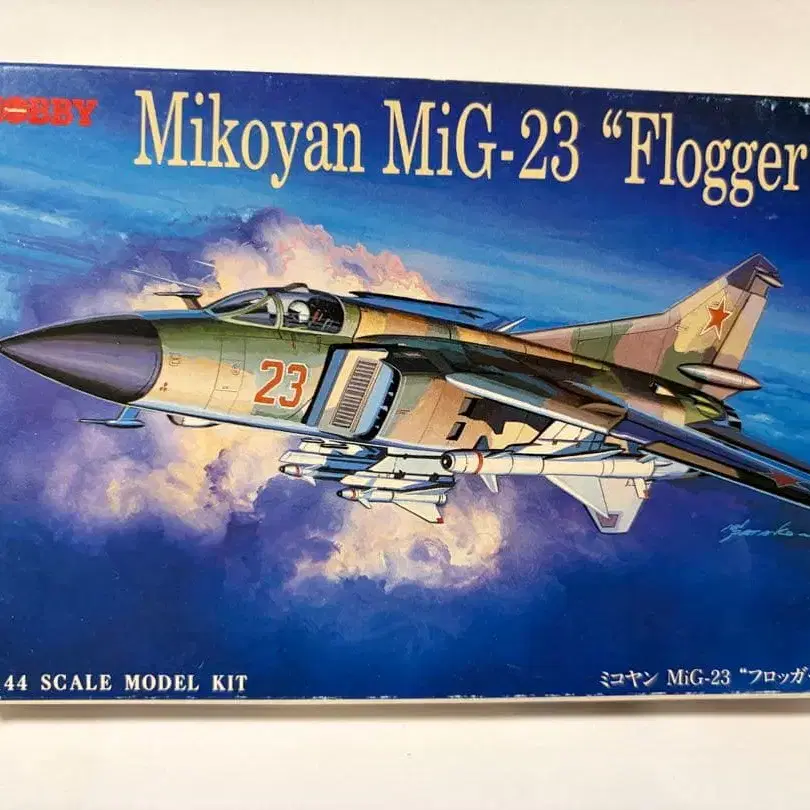 OBBY
Mikoyan MiG-23 “Flogger
23
44 SCALE MODEL KIT
ミコヤン MiG-23 “フロッガー